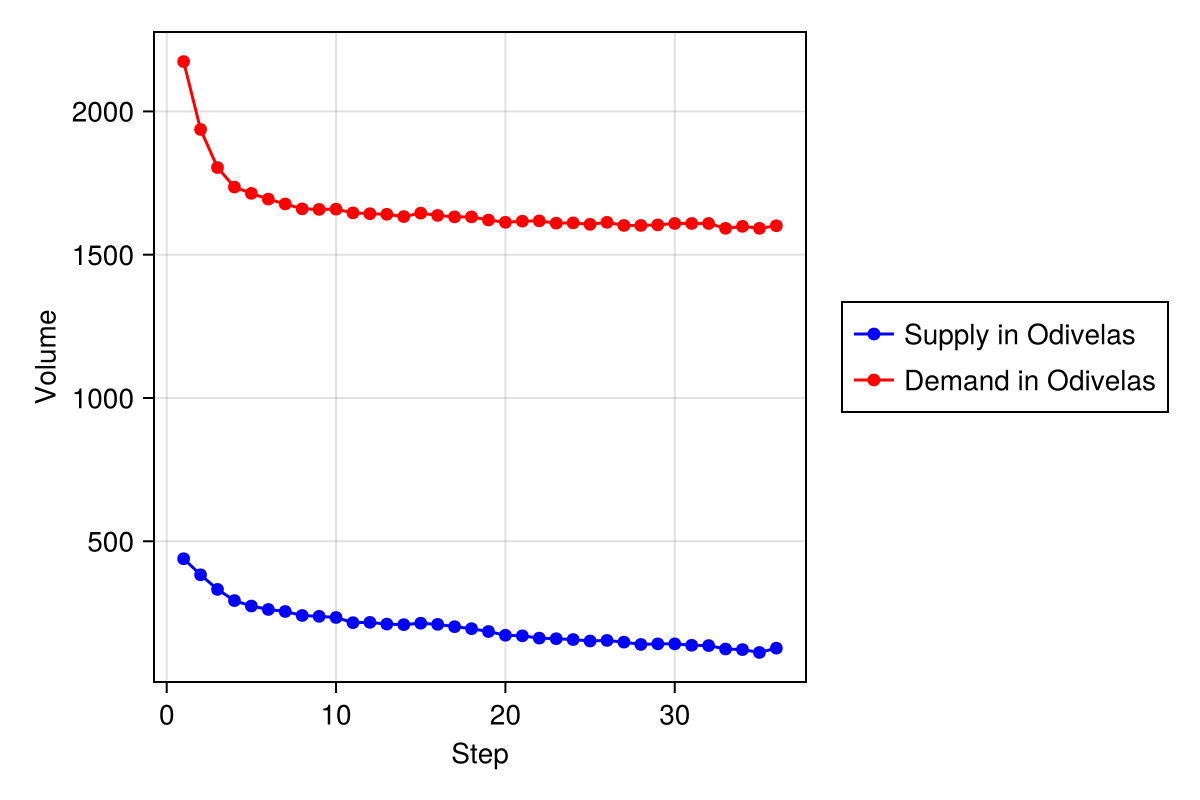 2000
1500
1000
500
Volume
0 10 20 30
Step
Supply in Odivelas
Demand in Odivelas